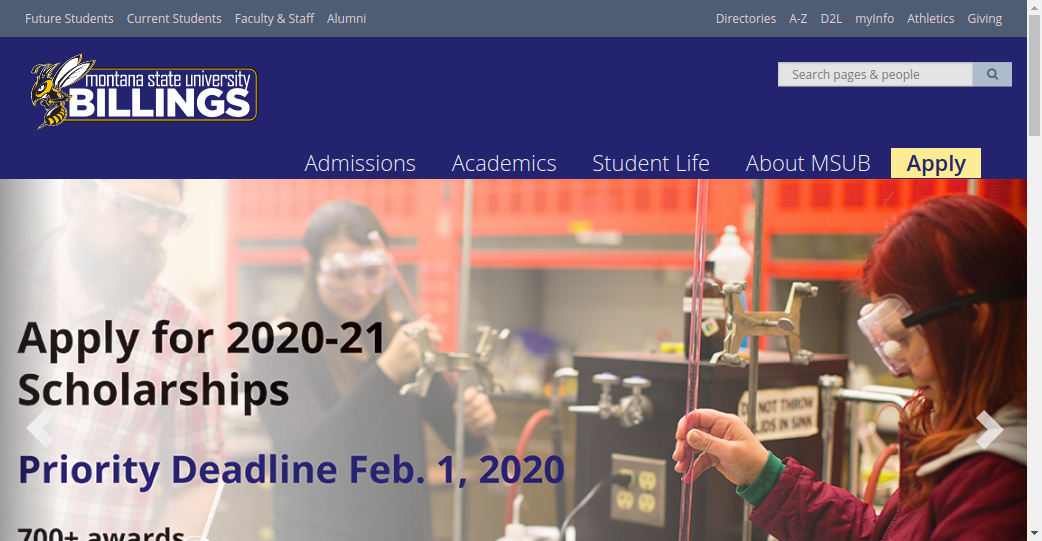 Future Students Current Students Faculty & Staff Alumni Directories A-Z D2L myInfo Athletics Giving
montana state university
BILLINGS
Search pages & people
Admissions Academics Student Life About MSUB Apply
Apply for 2020-21
Scholarships
DO NOT THROW
LIDS IN SINK
Priority Deadline Feb. 1, 2020
700+ awards